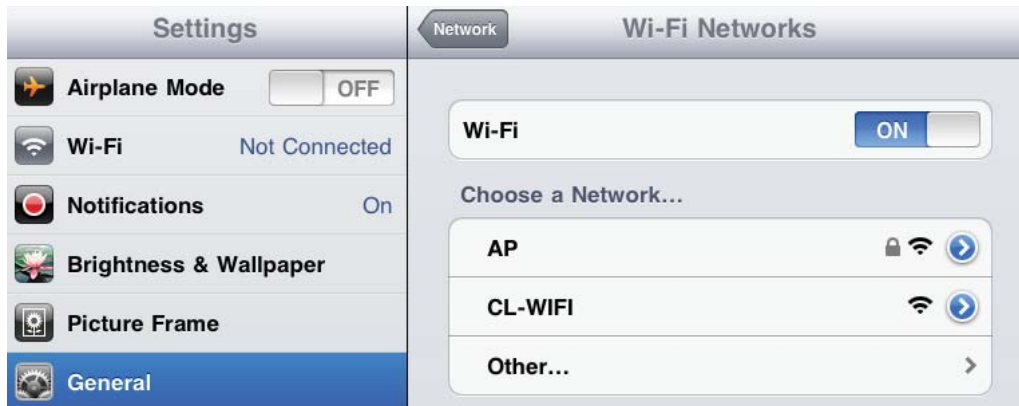 Settings
Airplane Mode OFF
Wi-Fi Not Connected
Notifications On
Brightness & Wallpaper
Picture Frame
General
Network Wi-Fi Networks
Wi-Fi ON
Choose a Network...
AP
CL-WIFI
Other...